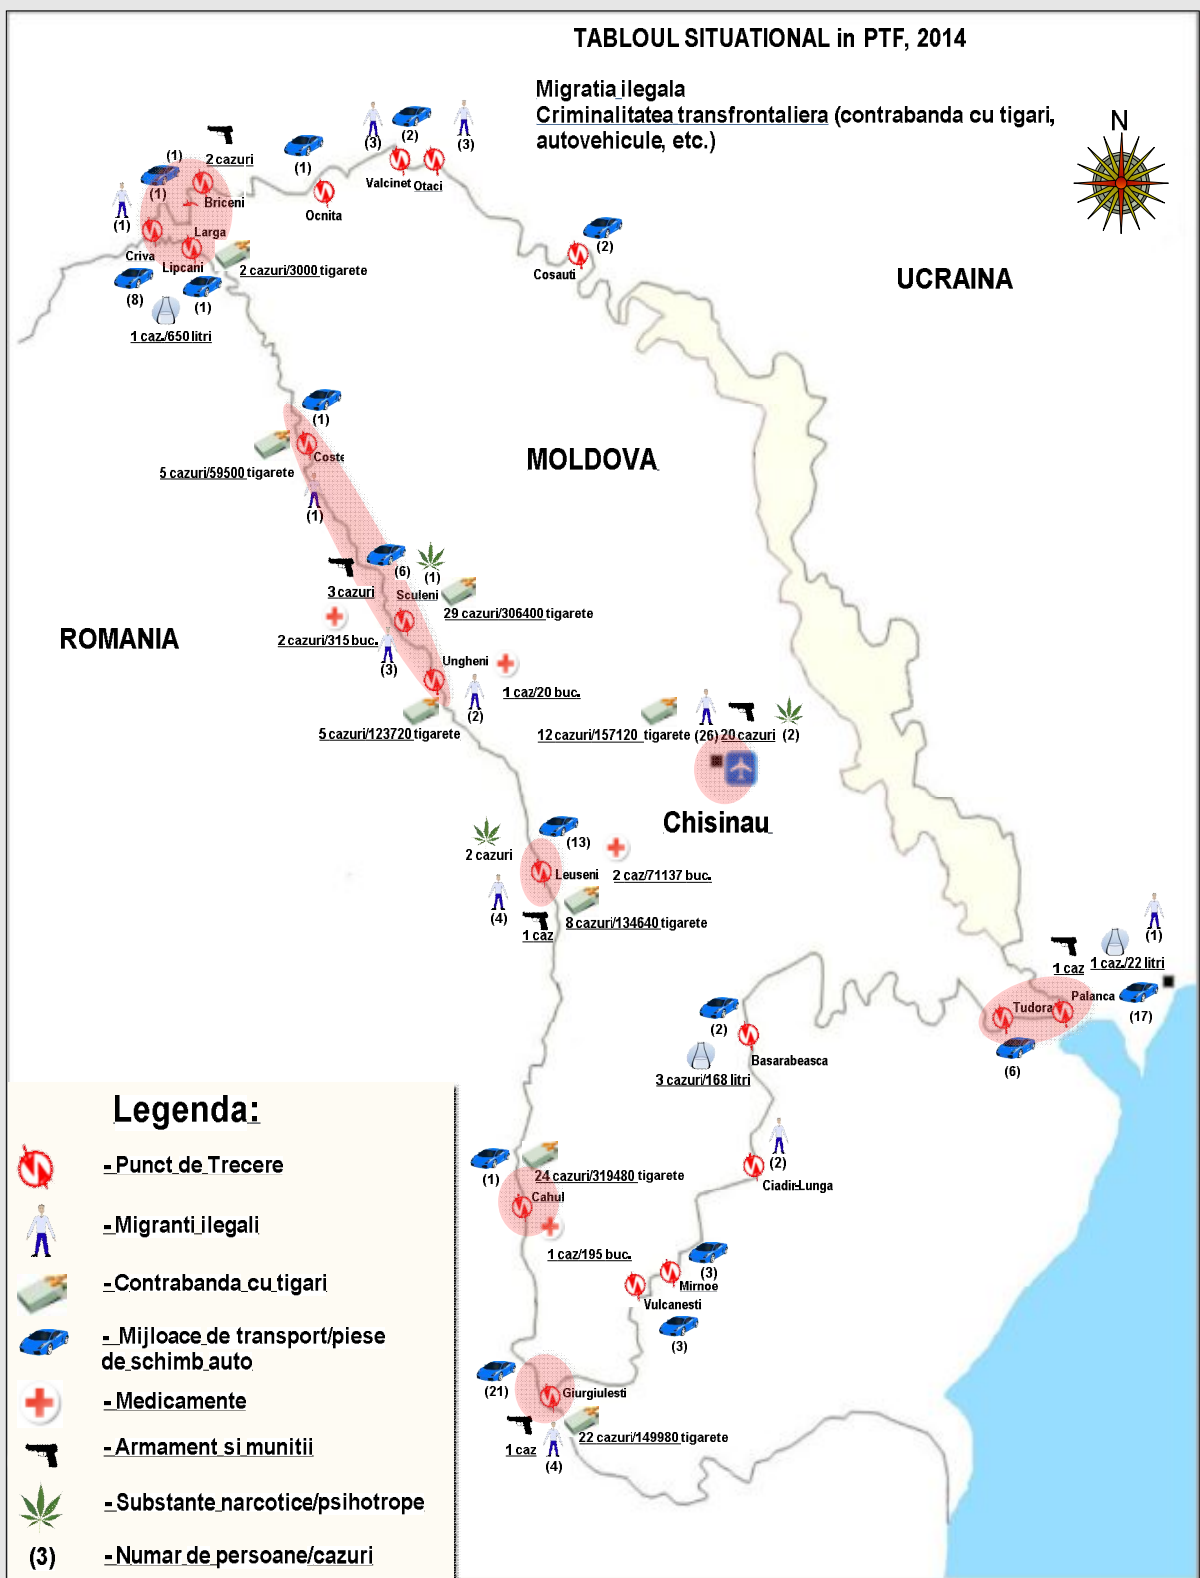 TABLOUL SITUATIONAL in PTF, 2014
Migratia ilegala
Criminalitatea transfrontaliera (contrabanda cu tigari,
autovehicule, etc.)
N
(3)
(2)
(3)
(1)
2 cazuri
(1)
(1)
Valcinet
Otaci
Briceni
Ocnita
(1)
Larga
Criva
Lipcani
2 cazuri/3000 tigarete
(8)
(1)
1 caz./650 litri
(2)
Cosauti
UCRAINA
(1)
Coste
5 cazuri/59500 tigarete
(1)
MOLDOVA
(6)
(1)
3 cazuri
Sculeni
29 cazuri/306400 tigarete
ROMANIA
2 cazuri/315 buc.
(3)
Ungheni
1 caz/20 buc.
(2)
5 cazuri/123720 tigarete
12 cazuri/157120 tigarete
(26)
20 cazuri
(2)
Chisinau
(13)
2 cazuri
Leuseni
2 caz/71137 buc.
(4)
1 caz
8 cazuri/134640 tigarete
(1)
1 caz
1 caz./22 litri
Palanca
Tudora
(17)
(6)
(2)
Basarabeasca
3 cazuri/168 litri
(2)
Ciadir-Lunga
(1)
24 cazuri/319480 tigarete
Cahul
1 caz/195 buc.
(3)
Mirnoe
Vulcanesti
(3)
(21)
Giurgiulesti
1 caz
22 cazuri/149980 tigarete
(4)
Legenda:
- Punct de Trecere
- Migranti ilegali
- Contrabanda cu tigari
- Mijloace de transport/piese
de schimb auto
- Medicamente
- Armament si munitii
- Substante narcotice/psihotrope
(3)
- Numar de persoane/cazuri